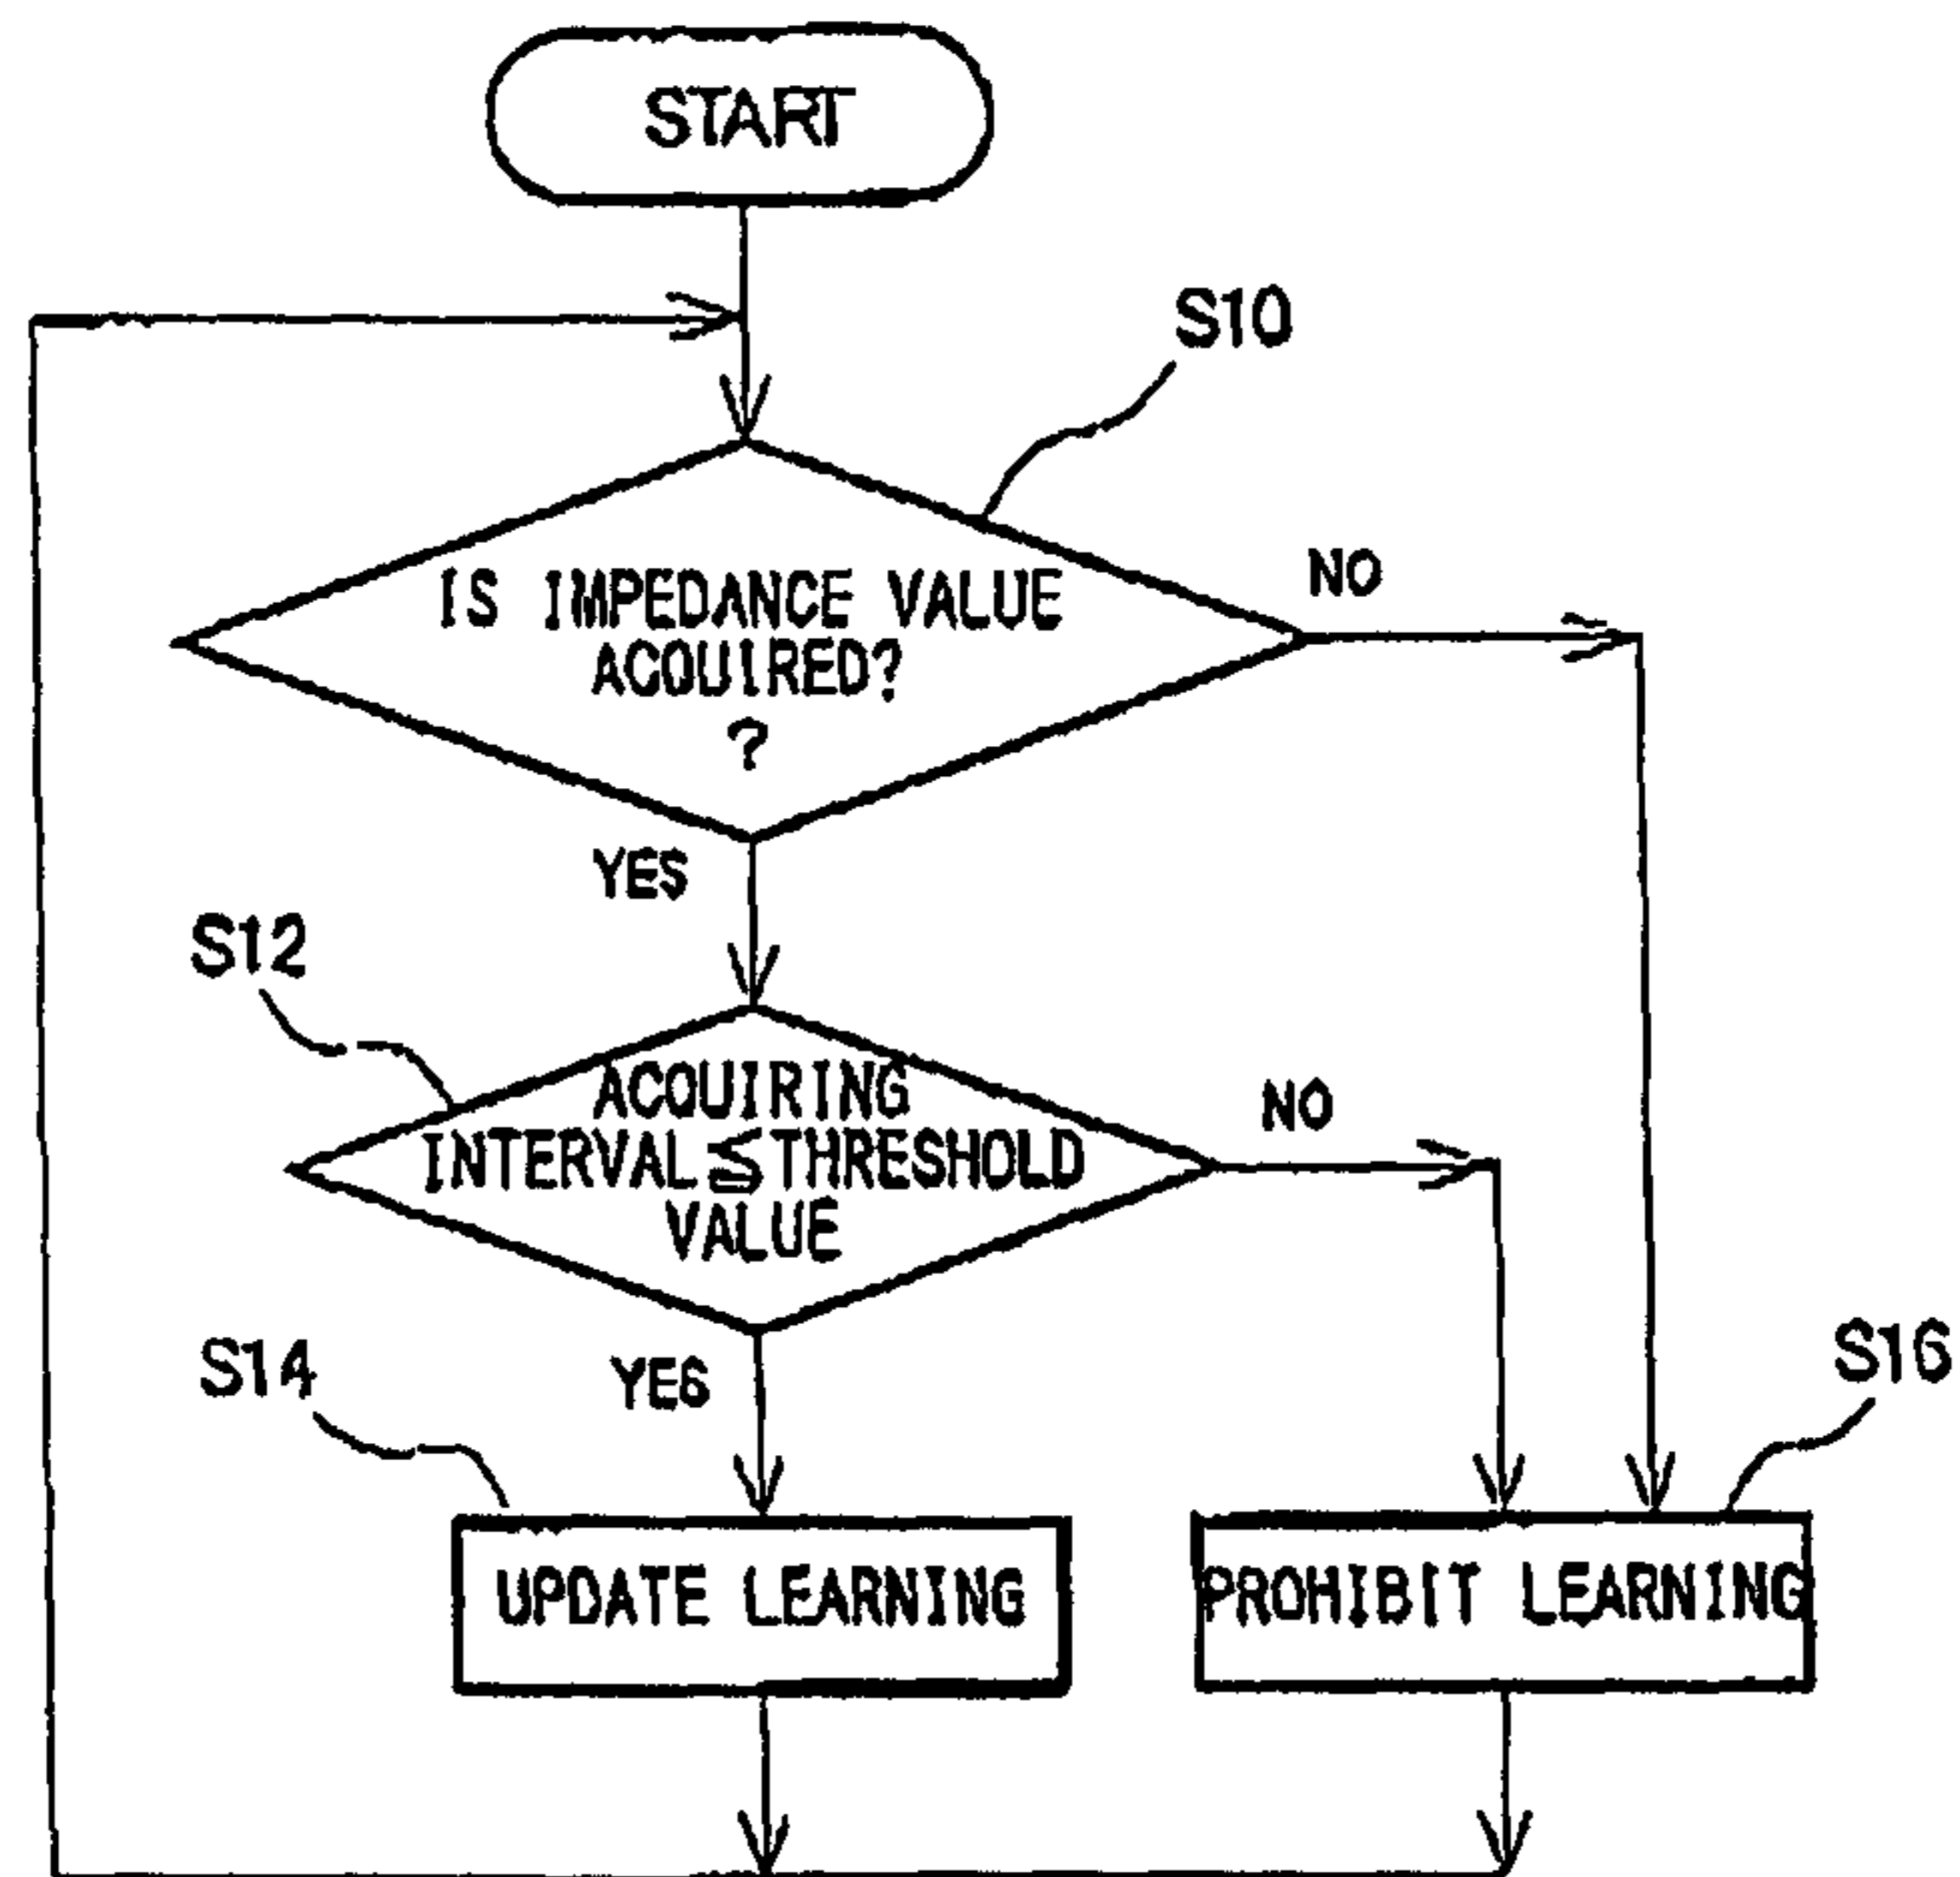 START
S10
IS IMPEDANCE VALUE
ACQUIRED?
?
NO
YES
S12
ACQUIRING
INTERVAL≦THRESHOLD
VALUE
NO
YES
S14
S16
UPDATE LEARNING
PROHIBIT LEARNING